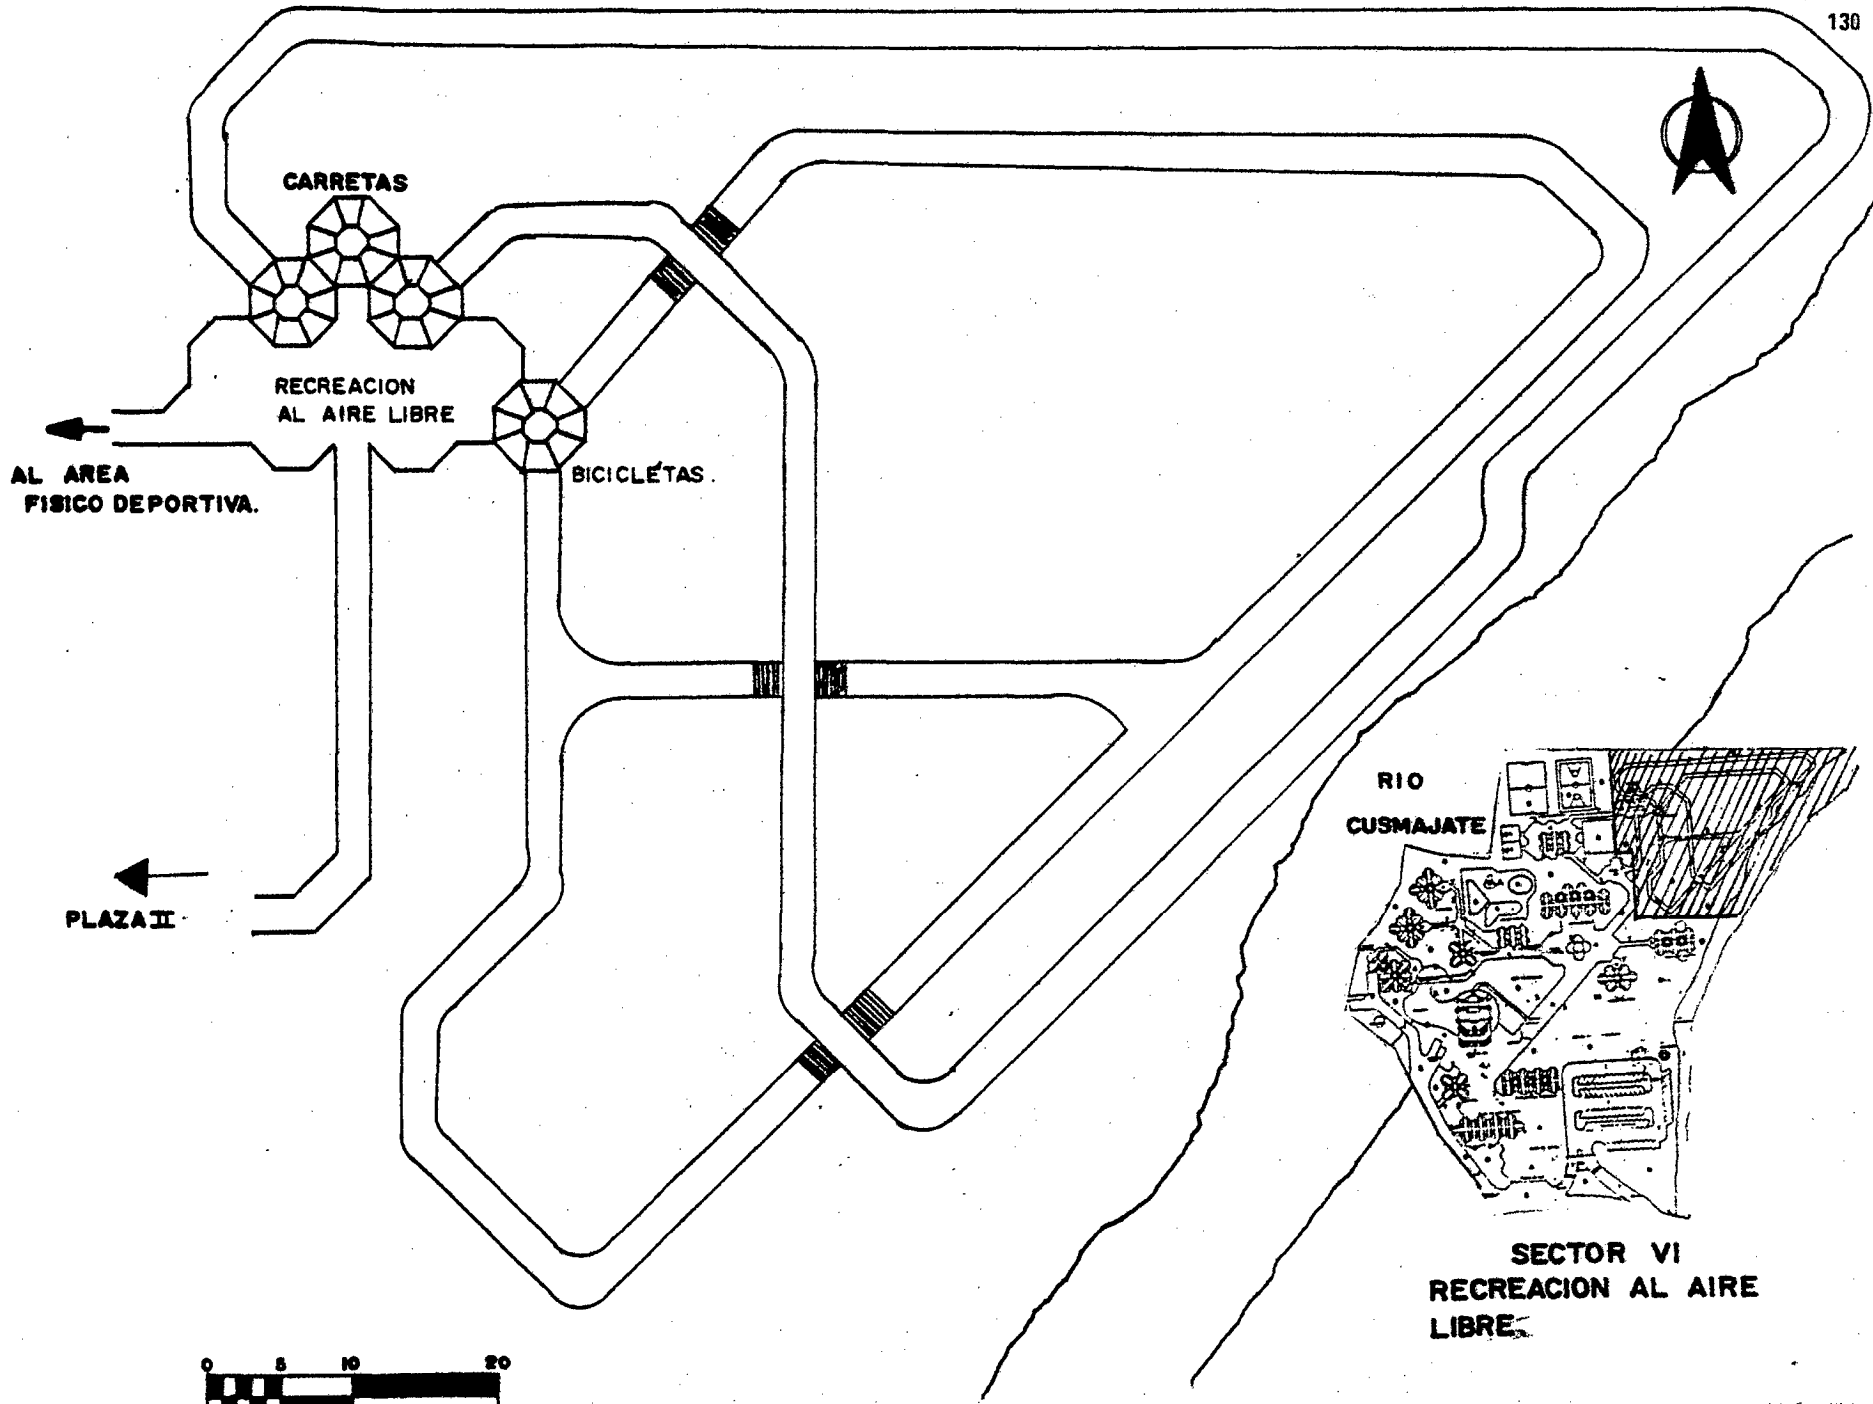 130
CARRETAS
RECREACION
AL AIRE LIBRE
AL AREA
FISICO DEPORTIVA.
BICICLETAS.
PLAZA II
RIO
CUSMAJATE
SECTOR VI
RECREACION AL AIRE
LIBRE
0 5 10 20